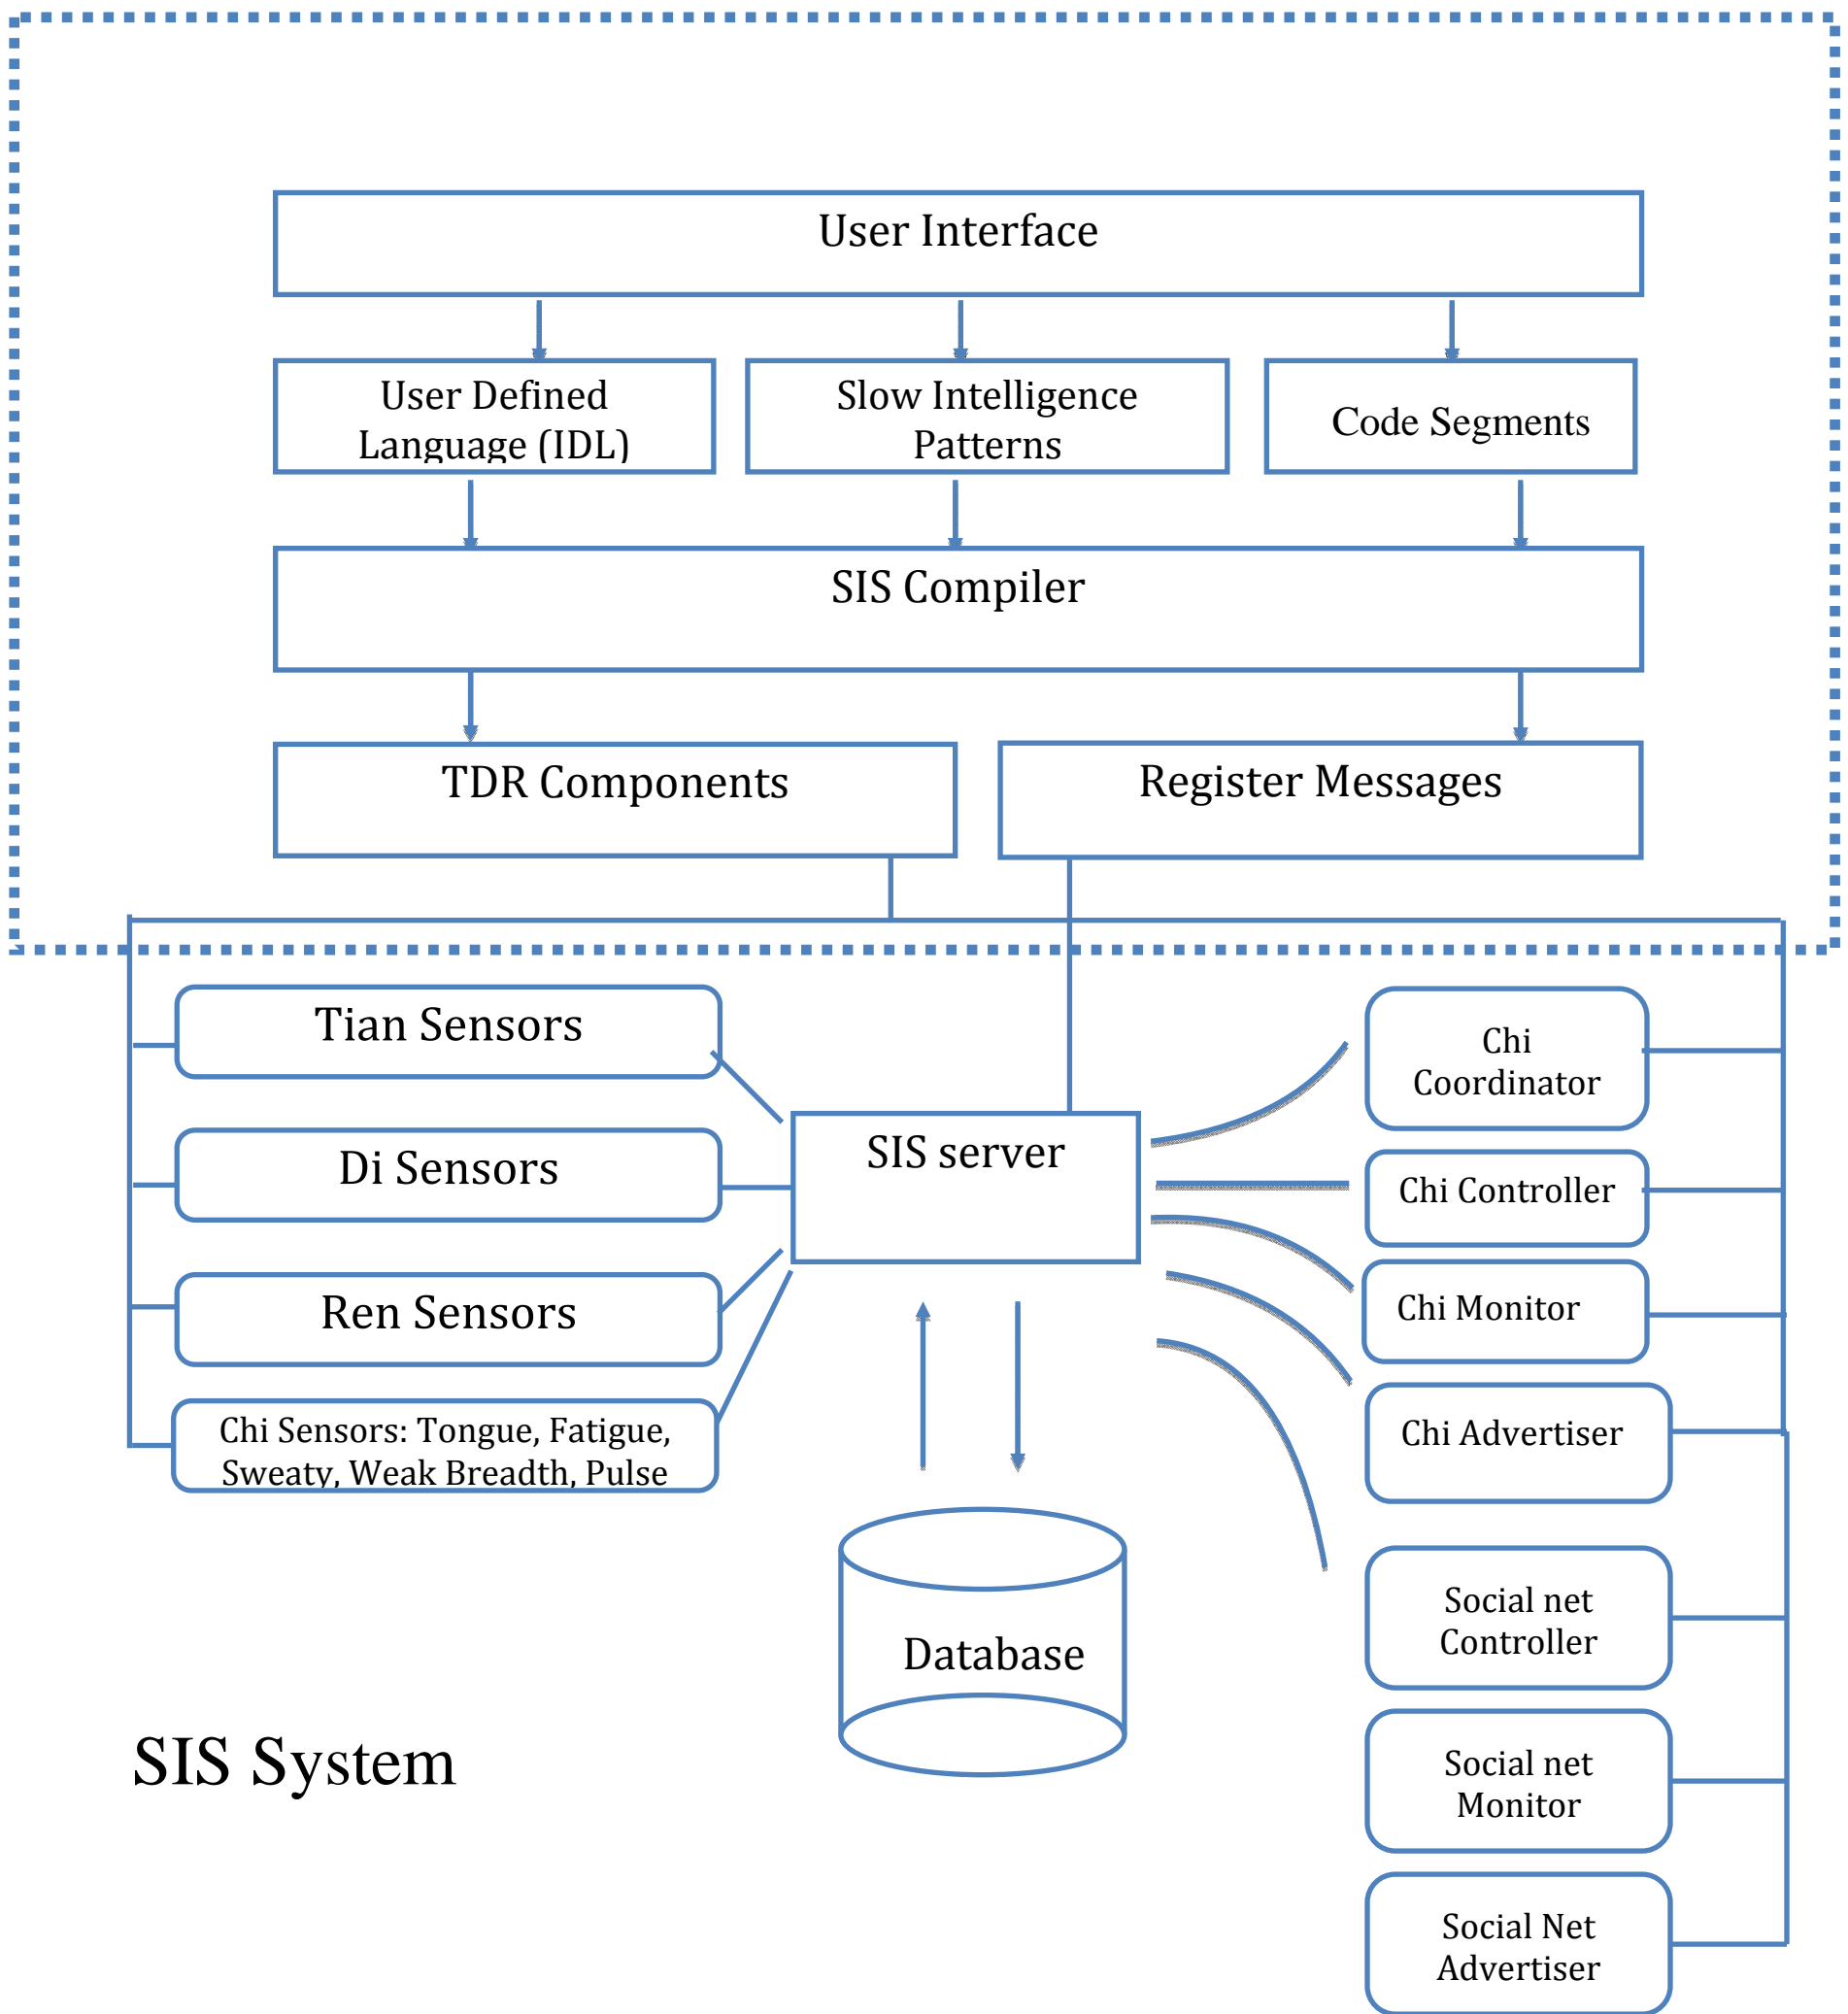 User Interface
User Defined
Language (IDL)
Slow Intelligence
Patterns
Code Segments
SIS Compiler
TDR Components
Register Messages
Tian Sensors
Di Sensors
Ren Sensors
Chi Sensors: Tongue, Fatigue,
Sweaty, Weak Breadth, Pulse
SIS server
Database
Chi
Coordinator
Chi Controller
Chi Monitor
Chi Advertiser
Social net
Controller
Social net
Monitor
Social Net
Advertiser
SIS System